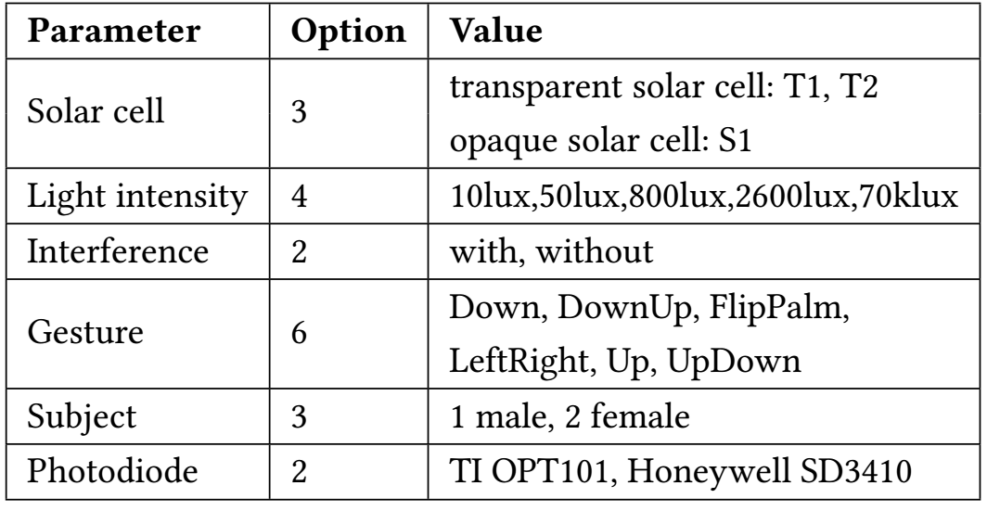 Parameter Option Value
Solar cell 3 transparent solar cell: T1, T2
opaque solar cell: S1
Light intensity 4 10lux,50lux,800lux,2600lux,70klux
Interference 2 with, without
Gesture 6 Down, DownUp, FlipPalm,
LeftRight, Up, UpDown
Subject 3 1 male, 2 female
Photodiode 2 TI OPT101, Honeywell SD3410